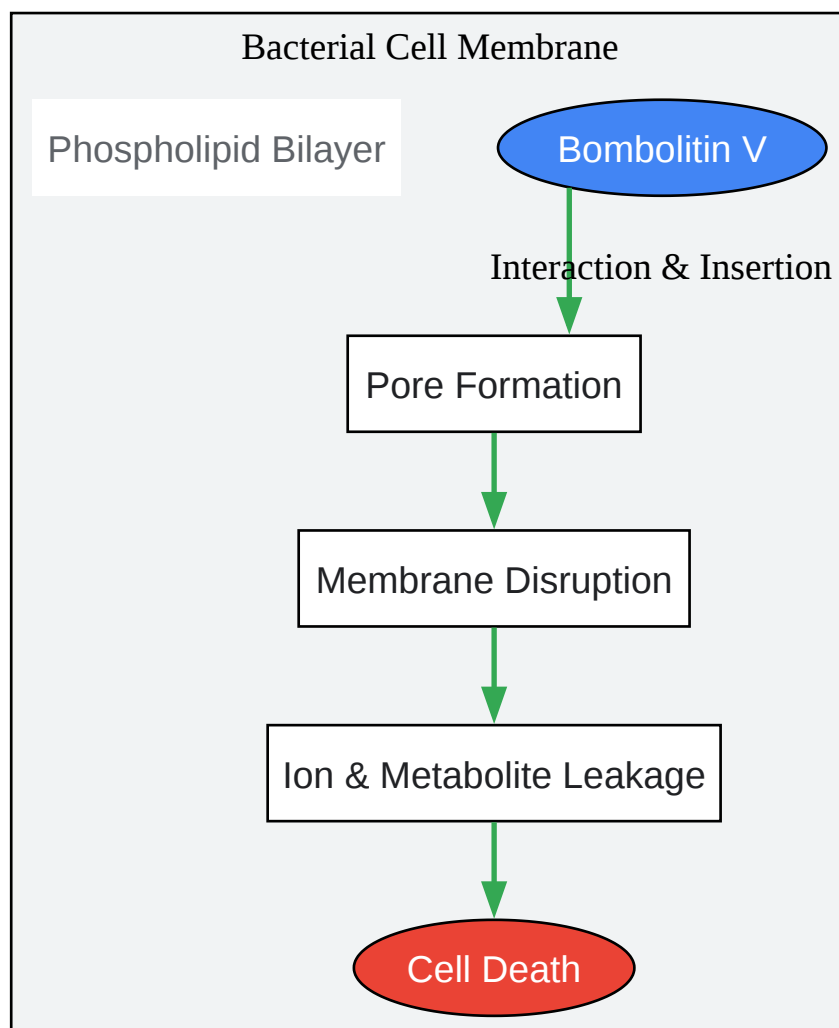 Bacterial Cell Membrane
Phospholipid Bilayer
Bombolitin V
Interaction & Insertion
Pore Formation
Membrane Disruption
Ion & Metabolite Leakage
Cell Death